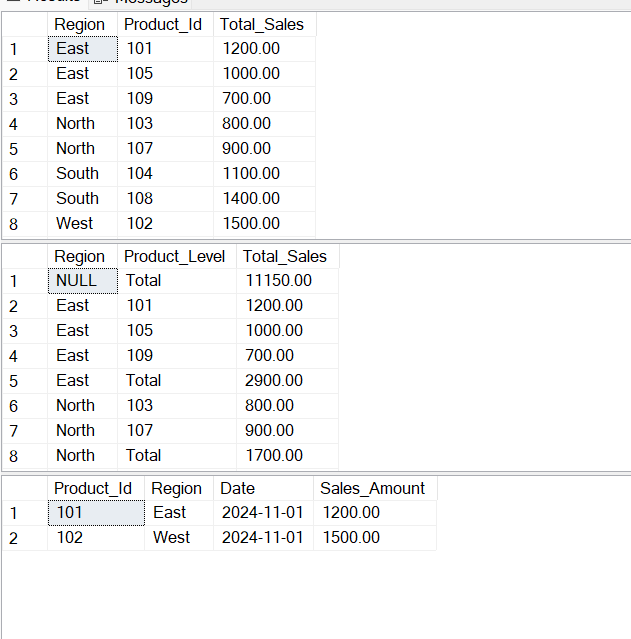 Results Messages
Region Product_Id Total_Sales
1 East 101 1200.00
2 East 105 1000.00
3 East 109 700.00
4 North 103 800.00
5 North 107 900.00
6 South 104 1100.00
7 South 108 1400.00
8 West 102 1500.00
Region Product_Level Total_Sales
1 NULL Total 11150.00
2 East 101 1200.00
3 East 105 1000.00
4 East 109 700.00
5 East Total 2900.00
6 North 103 800.00
7 North 107 900.00
8 North Total 1700.00
Product_Id Region Date Sales_Amount
1 101 East 2024-11-01 1200.00
2 102 West 2024-11-01 1500.00